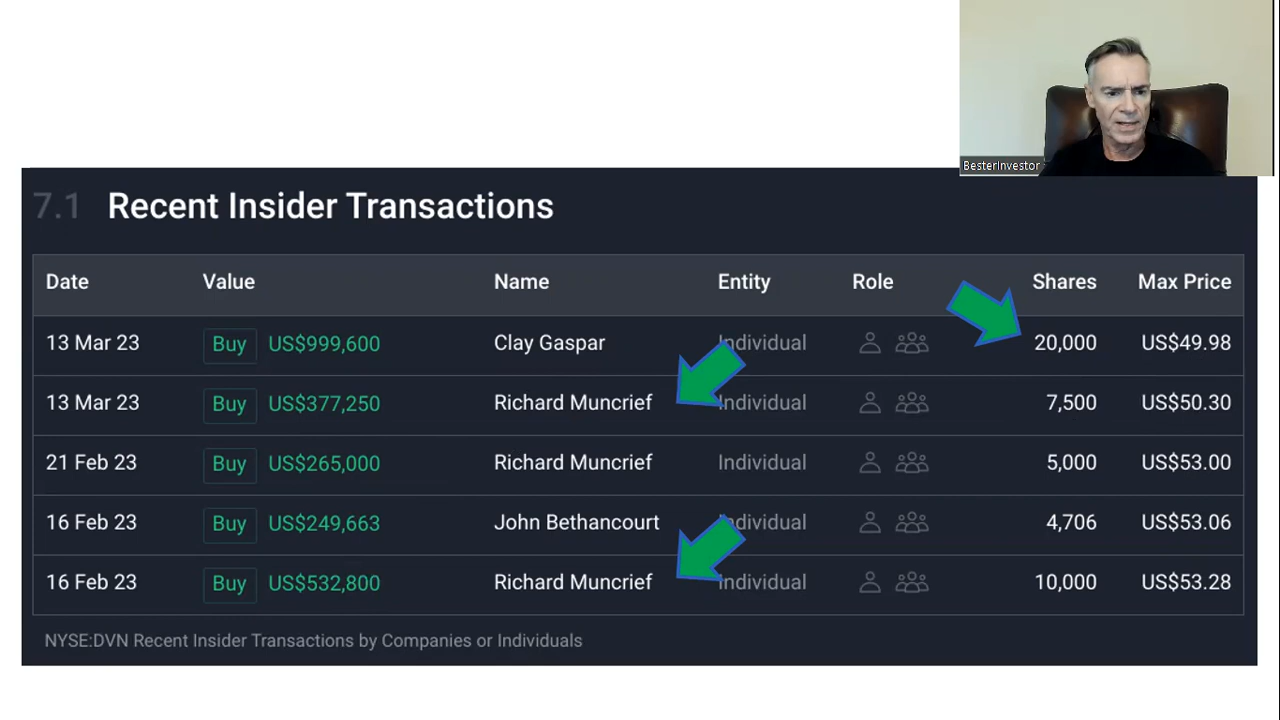 BesterInvestor
7.1 Recent Insider Transactions
Date Value Name Entity Role Shares Max Price
13 Mar 23 Buy US$999,600 Clay Gaspar Individual 20,000 US$49.98
13 Mar 23 Buy US$377,250 Richard Muncrief Individual 7,500 US$50.30
21 Feb 23 Buy US$265,000 Richard Muncrief Individual 5,000 US$53.00
16 Feb 23 Buy US$249,663 John Bethancourt Individual 4,706 US$53.06
16 Feb 23 Buy US$532,800 Richard Muncrief Individual 10,000 US$53.28
NYSE:DVN Recent Insider Transactions by Companies or Individuals